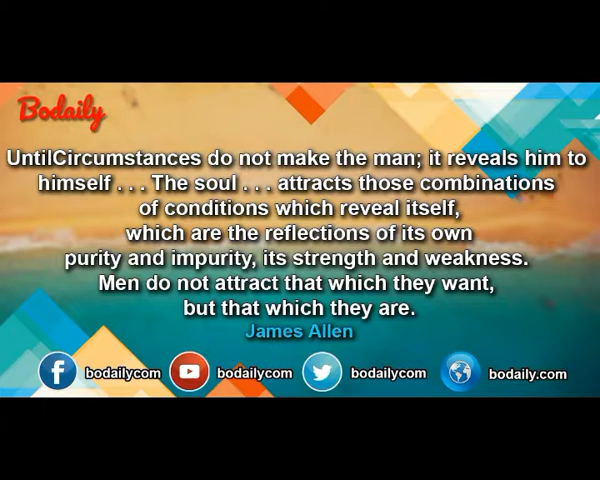 Bodaily
UntilCircumstances do not make the man; it reveals him to
himself . . . The soul . . . attracts those combinations
of conditions which reveal itself,
which are the reflections of its own
purity and impurity, its strength and weakness.
Men do not attract that which they want,
but that which they are.
James Allen
f bodailycom bodailycom bodailycom bodaily.com